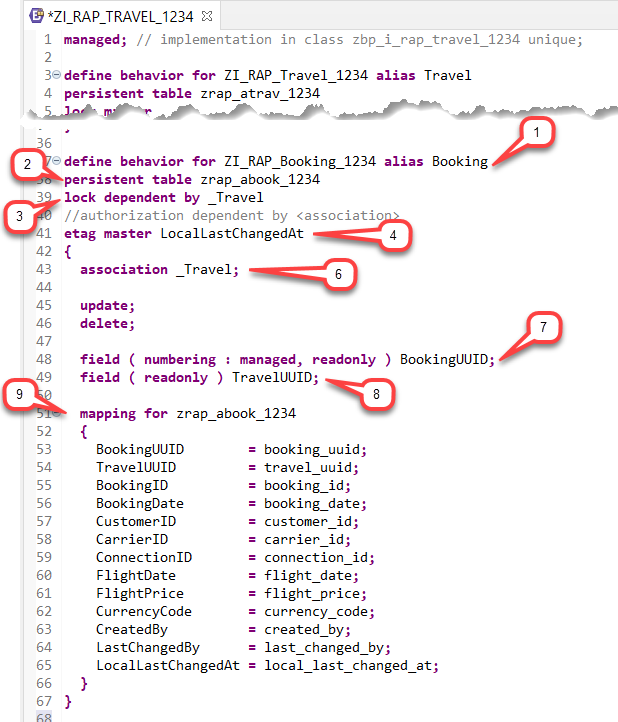 *ZI_RAP_TRAVEL_1234
1 managed; // implementation in class zbp_i_rap_travel_1234 unique;
2
3 define behavior for ZI_RAP_Travel_1234 alias Travel
4 persistent table zrap_atrav_1234
36
37 define behavior for ZI_RAP_Booking_1234 alias Booking 1
2 38 persistent table zrap_abook_1234
3 39 lock dependent by _Travel
40 //authorization dependent by <association>
41 etag master LocalLastChangedAt 4
42 {
43 association _Travel; 6
44
45 update;
46 delete;
47
48 field ( numbering : managed, readonly ) BookingUUID; 7
49 field ( readonly ) TravelUUID; 8
50
9 51 mapping for zrap_abook_1234
52 {
53 BookingUUID = booking_uuid;
54 TravelUUID = travel_uuid;
55 BookingID = booking_id;
56 BookingDate = booking_date;
57 CustomerID = customer_id;
58 CarrierID = carrier_id;
59 ConnectionID = connection_id;
60 FlightDate = flight_date;
61 FlightPrice = flight_price;
62 CurrencyCode = currency_code;
63 CreatedBy = created_by;
64 LastChangedBy = last_changed_by;
65 LocalLastChangedAt = local_last_changed_at;
66 }
67 }
68